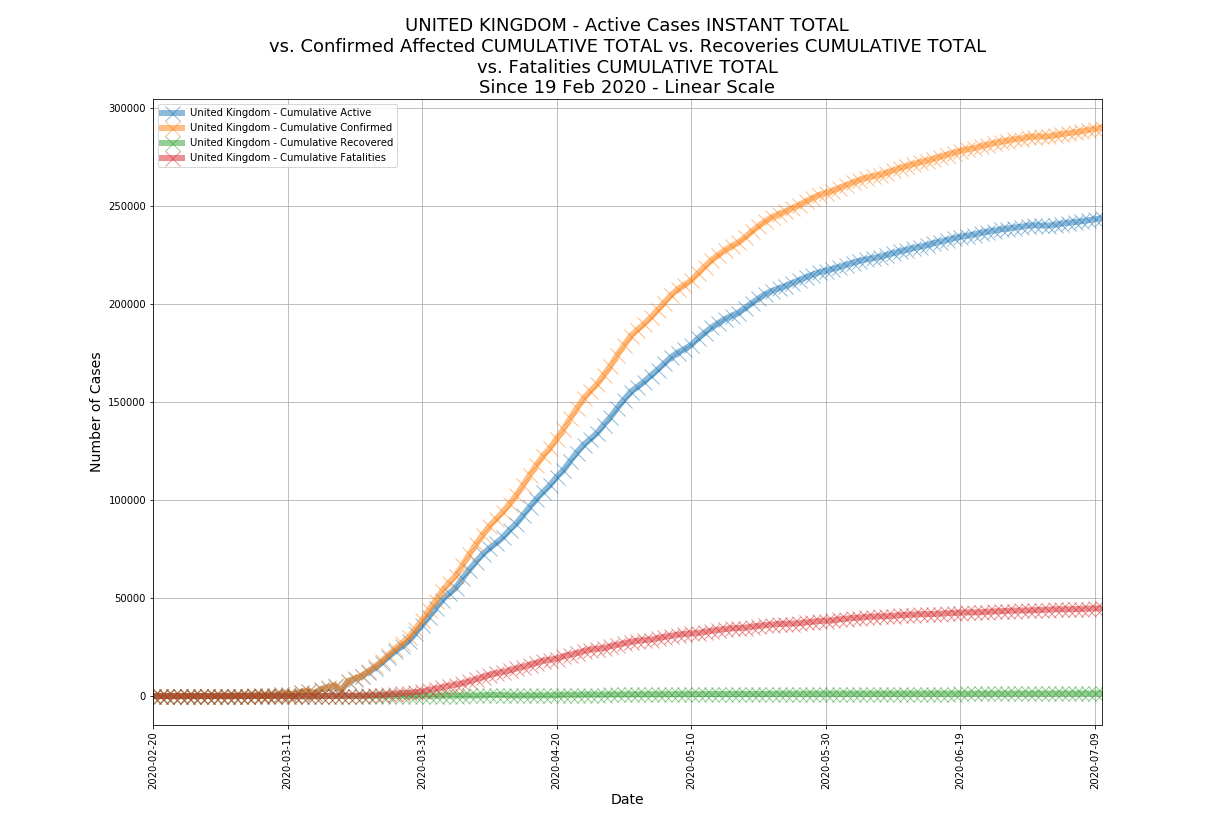 UNITED KINGDOM - Active Cases INSTANT TOTAL
vs. Confirmed Affected CUMULATIVE TOTAL vs. Recoveries CUMULATIVE TOTAL
vs. Fatalities CUMULATIVE TOTAL
Since 19 Feb 2020 - Linear Scale
United Kingdom - Cumulative Active
United Kingdom - Cumulative Confirmed
United Kingdom - Cumulative Recovered
United Kingdom - Cumulative Fatalities
Number of Cases
300000
250000
200000
150000
100000
50000
0
2020-02-20
2020-03-11
2020-03-31
2020-04-20
2020-05-10
2020-05-30
2020-06-19
2020-07-09
Date